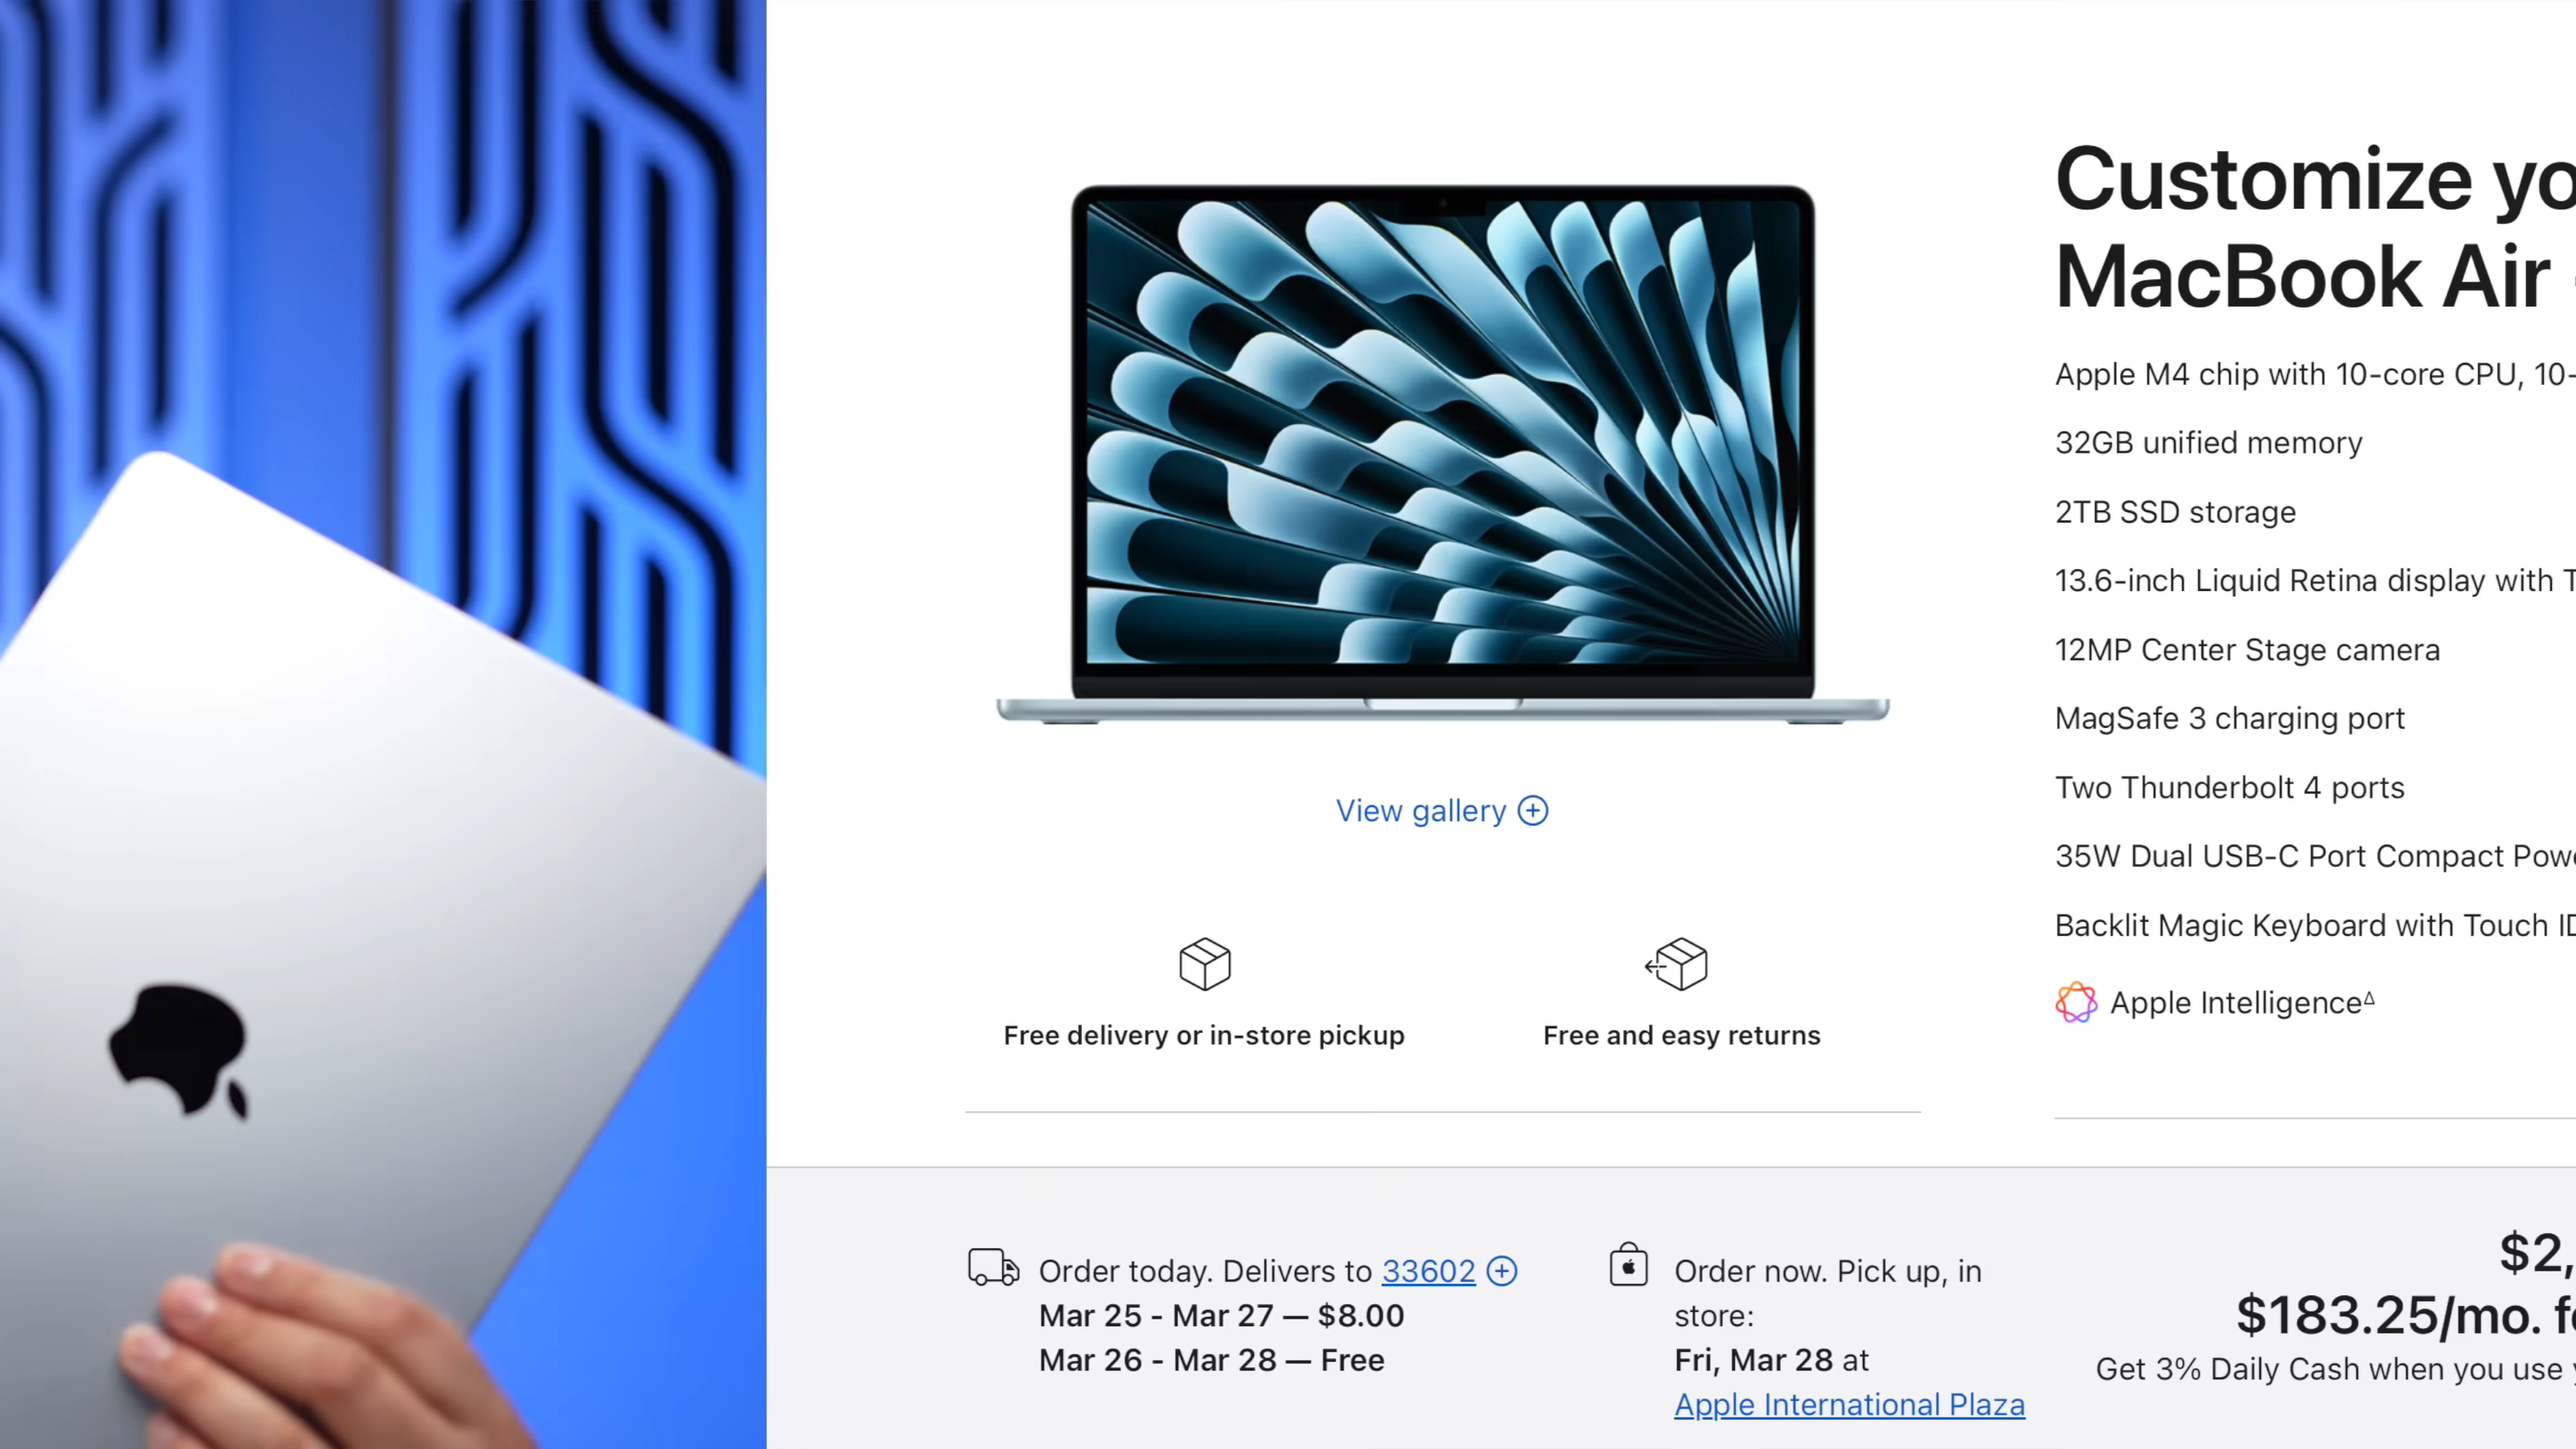 Customize yo
MacBook Air
Apple M4 chip with 10-core CPU, 10-
32GB unified memory
2TB SSD storage
13.6-inch Liquid Retina display with T
12MP Center Stage camera
MagSafe 3 charging port
Two Thunderbolt 4 ports
35W Dual USB-C Port Compact Powe
Backlit Magic Keyboard with Touch ID
Apple IntelligenceΔ
View gallery
Free delivery or in-store pickup
Free and easy returns
Order today. Delivers to 33602
Mar 25 - Mar 27 — $8.00
Mar 26 - Mar 28 — Free
Order now. Pick up, in
store:
Fri, Mar 28 at
Apple International Plaza
$2,
$183.25/mo. fo
Get 3% Daily Cash when you use y